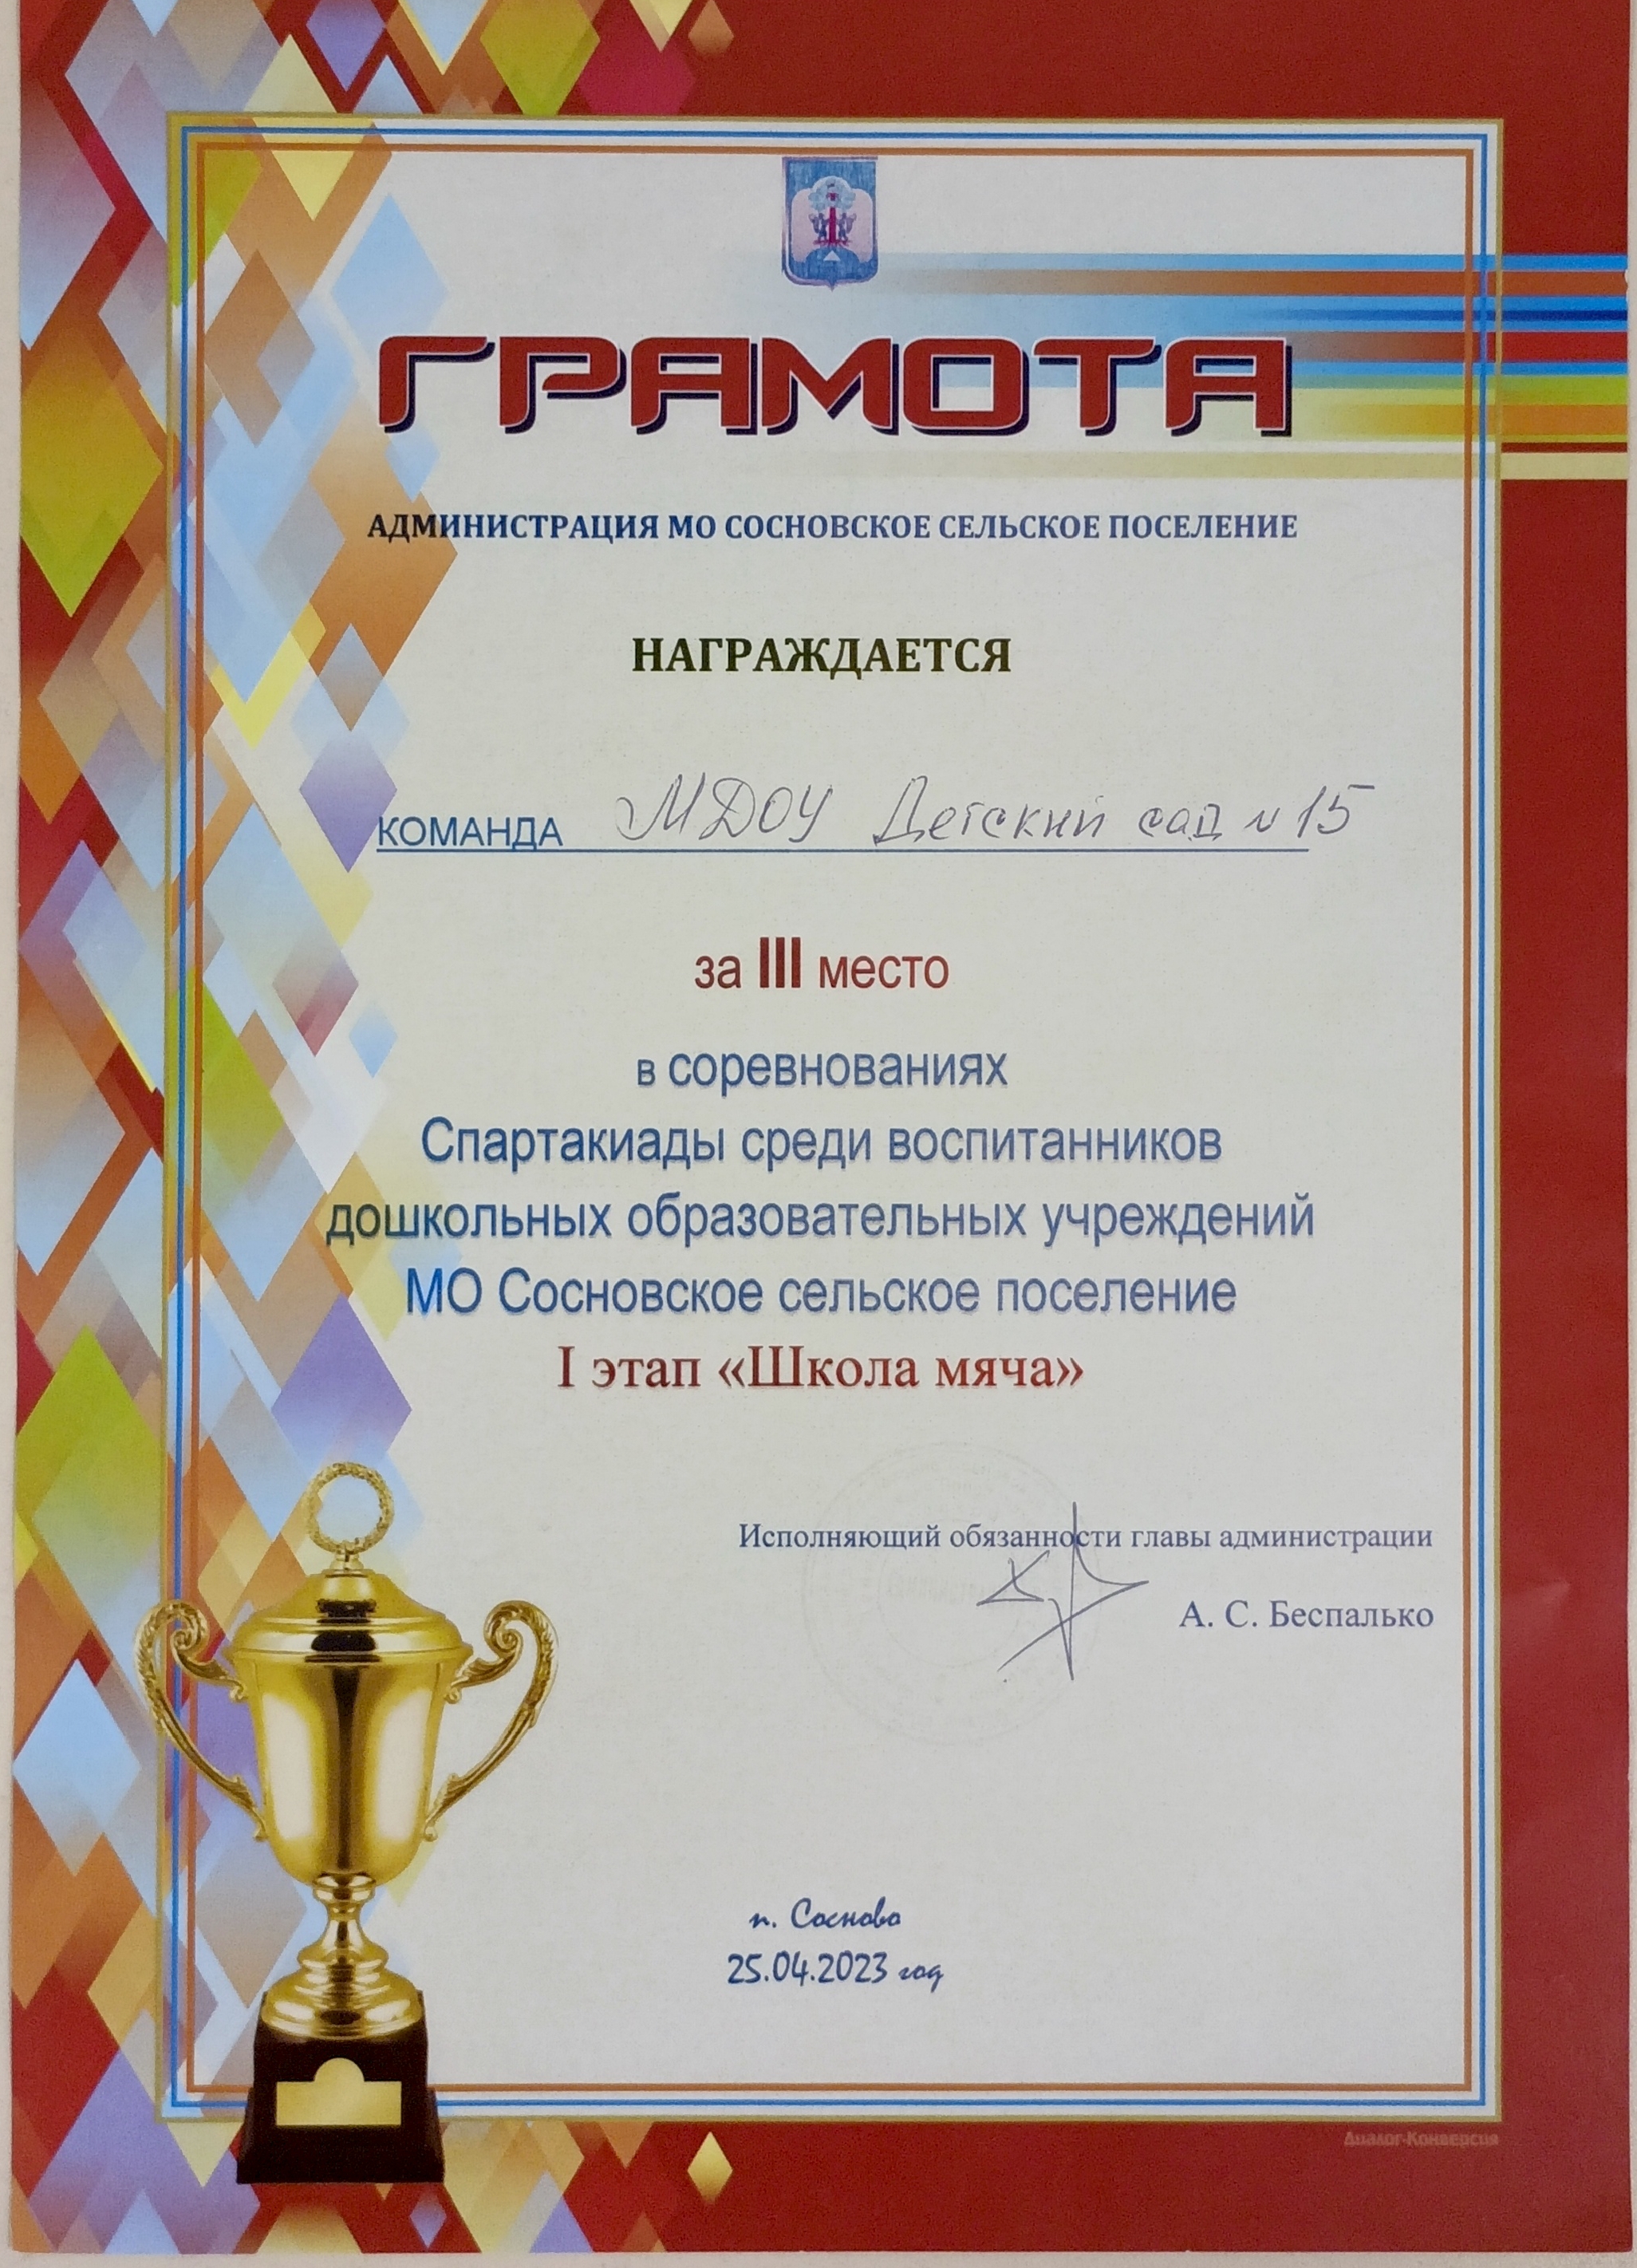 ГРАМОТА
АДМИНИСТРАЦИЯ МО СОСНОВСКОЕ СЕЛЬСКОЕ ПОСЕЛЕНИЕ
НАГРАЖДАЕТСЯ
КОМАНДА МДОУ Детский сад № 15
за III место
в соревнованиях
Спартакиады среди воспитанников
дошкольных образовательных учреждений
МО Сосновское сельское поселение
I этап «Школа мяча»
Исполняющий обязанности главы администрации
А. С. Беспалько
п. Сосново
25.04.2023 год
Диалог-Конверсия